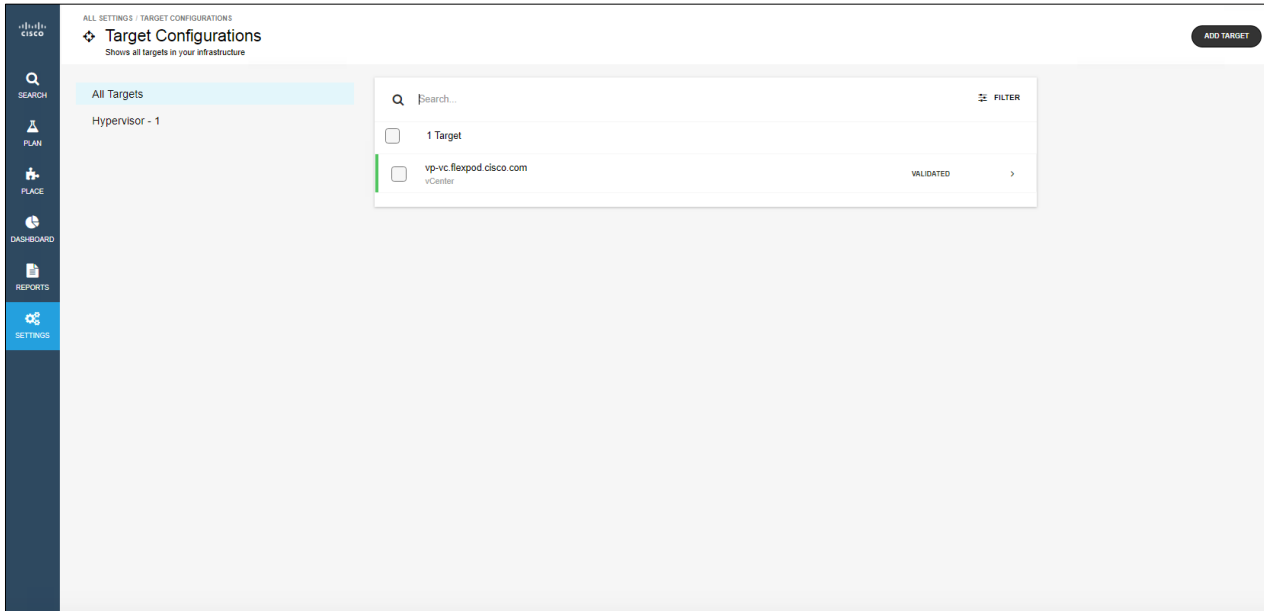 CISCO
ALL SETTINGS / TARGET CONFIGURATIONS
Target Configurations
Shows all targets in your infrastructure
ADD TARGET
SEARCH
PLAN
PLACE
DASHBOARD
REPORTS
SETTINGS
All Targets
Hypervisor - 1
Search...
FILTER
1 Target
vp-vc.flexpod.cisco.com
vCenter
VALIDATED